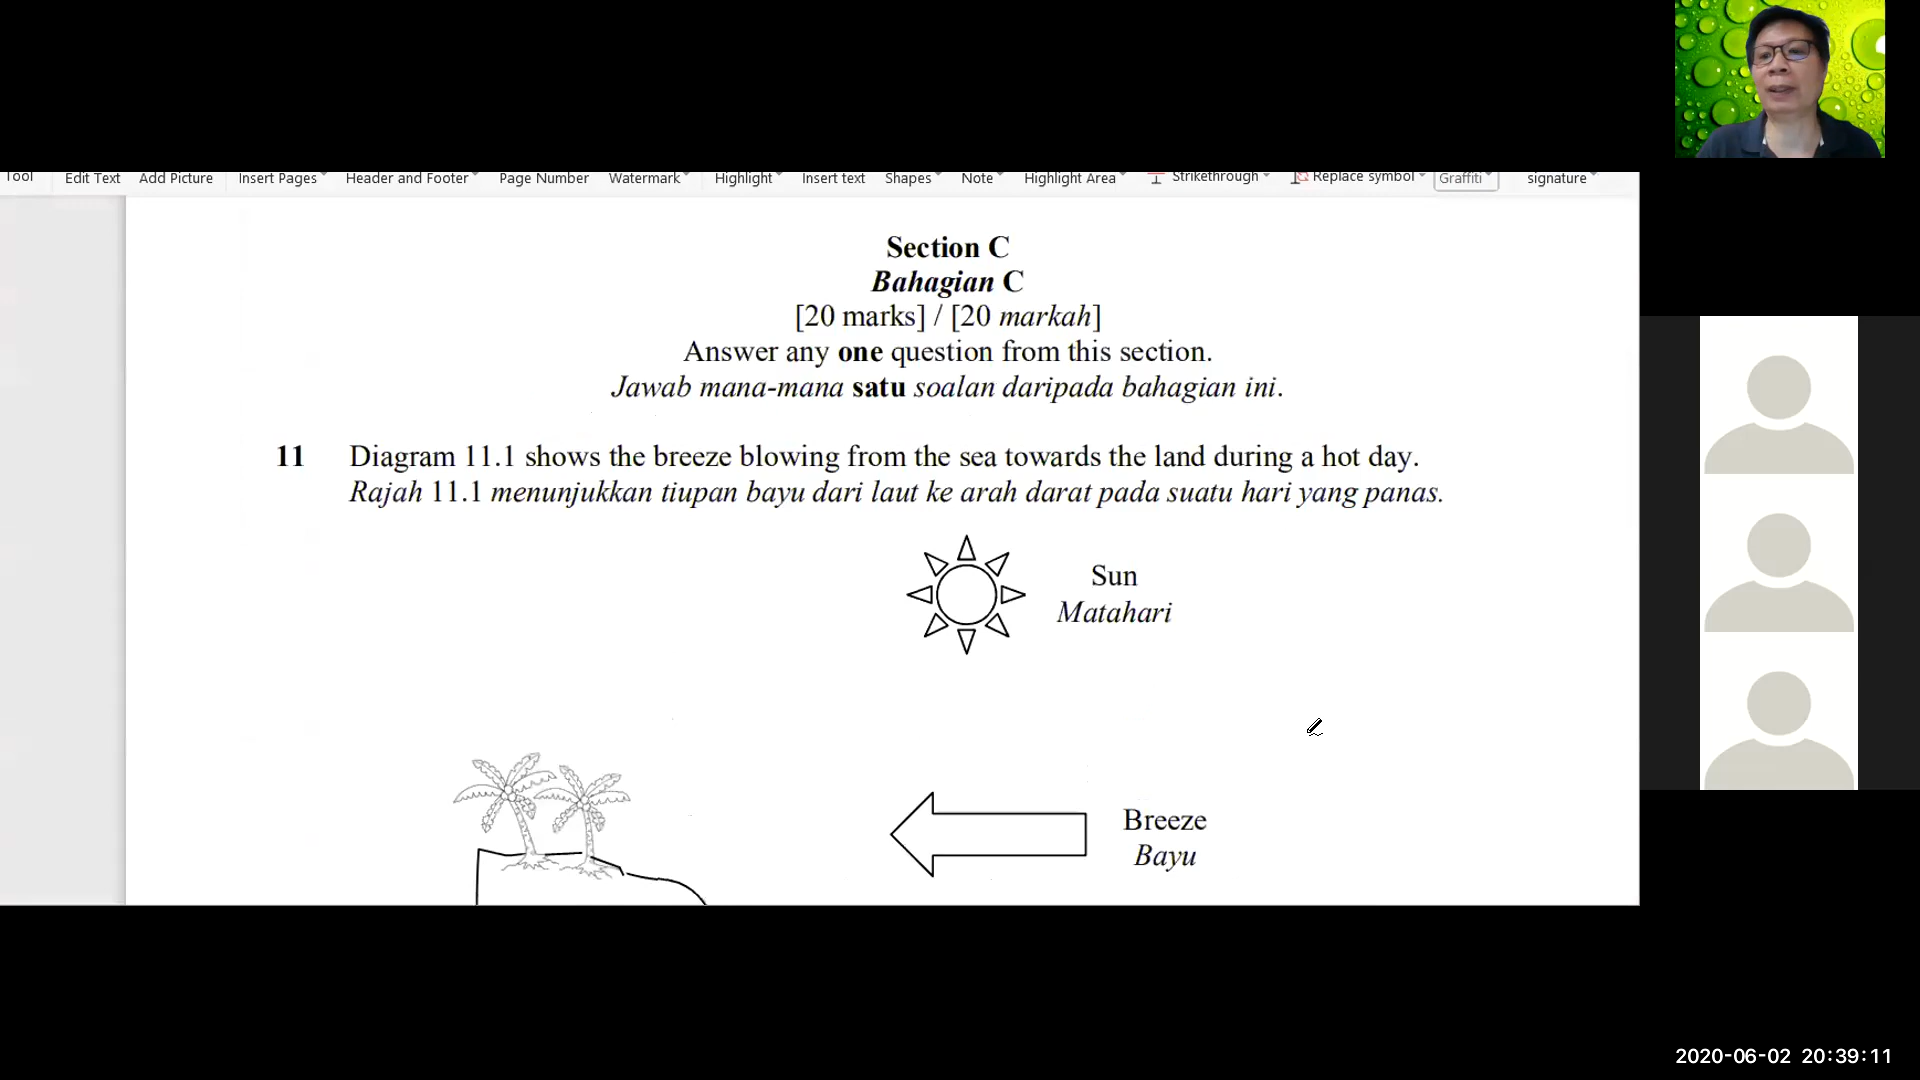 Tool Edit Text Add Picture Insert Pages Header and Footer Page Number Watermark Highlight Insert text Shapes Note Highlight Area Strikethrough Replace symbol Graffiti signature
Section C
Bahagian C
[20 marks] / [20 markah]
Answer any one question from this section.
Jawab mana-mana satu soalan daripada bahagian ini.
11 Diagram 11.1 shows the breeze blowing from the sea towards the land during a hot day.
Rajah 11.1 menunjukkan tiupan bayu dari laut ke arah darat pada suatu hari yang panas.
Sun
Matahari
Breeze
Bayu
2020-06-02 20:39:11